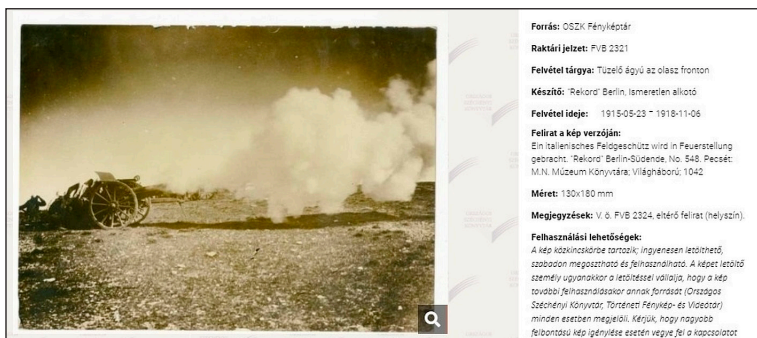 Forrás: OSZK Fényképtár
Raktári jelzet: FVB 2321
Felvétel tárgya: Tüzelő ágyú az olasz fronton
Készítő: "Rekord" Berlin, Ismeretlen alkotó
Felvétel ideje: 1915-05-23 - 1918-11-06
Felirat a kép verzóján:
Ein italienisches Feldgeschütz wird in Feuerstellung
gebracht. "Rekord" Berlin-Südende, No. 548. Pecsét:
M.N. Múzeum Könyvtára; Világháború; 1042
Méret: 130x180 mm
Megjegyzések: V. ö. FVB 2324, eltérő felirat (helyszín).
Felhasználási lehetőségek:
A kép közkincskörbe tartozik; ingyenesen letölthető,
szabadon megosztható és felhasználható. A képet letöltő
személy ugyanakkor a letöltéssel vállalja, hogy a kép
további felhasználásakor annak forrását (Országos
Széchényi Könyvtár, Történeti Fénykép- és Videótár)
minden esetben megjelöli. Kérjük, hogy nagyobb
felbontású kép igénylése esetén vegye fel a kapcsolatot